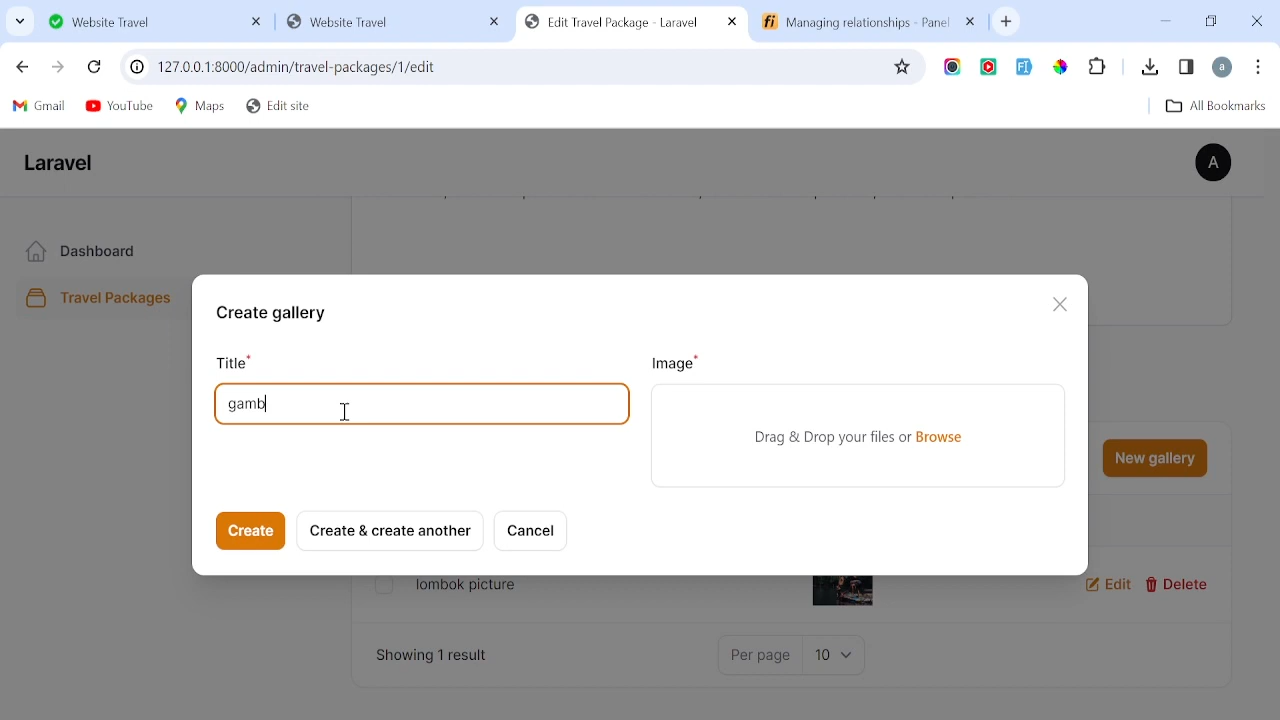 Website Travel
Website Travel
Edit Travel Package - Laravel
Managing relationships - Panel
127.0.0.1:8000/admin/travel-packages/1/edit
a
Gmail
YouTube
Maps
Edit site
All Bookmarks
Laravel
A
Dashboard
Travel Packages
Create gallery
Title*
Image*
gamb
Drag & Drop your files or Browse
New gallery
Create
Create & create another
Cancel
lombok picture
Edit
Delete
Showing 1 result
Per page
10